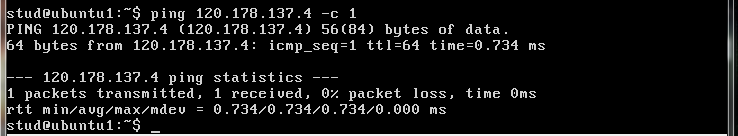 stud@ubuntu1:~$ ping 120.178.137.4 -c 1
PING 120.178.137.4 (120.178.137.4) 56(84) bytes of data.
64 bytes from 120.178.137.4: icmp_seq=1 ttl=64 time=0.734 ms
--- 120.178.137.4 ping statistics ---
1 packets transmitted, 1 received, 0% packet loss, time 0ms
rtt min/avg/max/mdev = 0.734/0.734/0.734/0.000 ms
stud@ubuntu1:~$ _